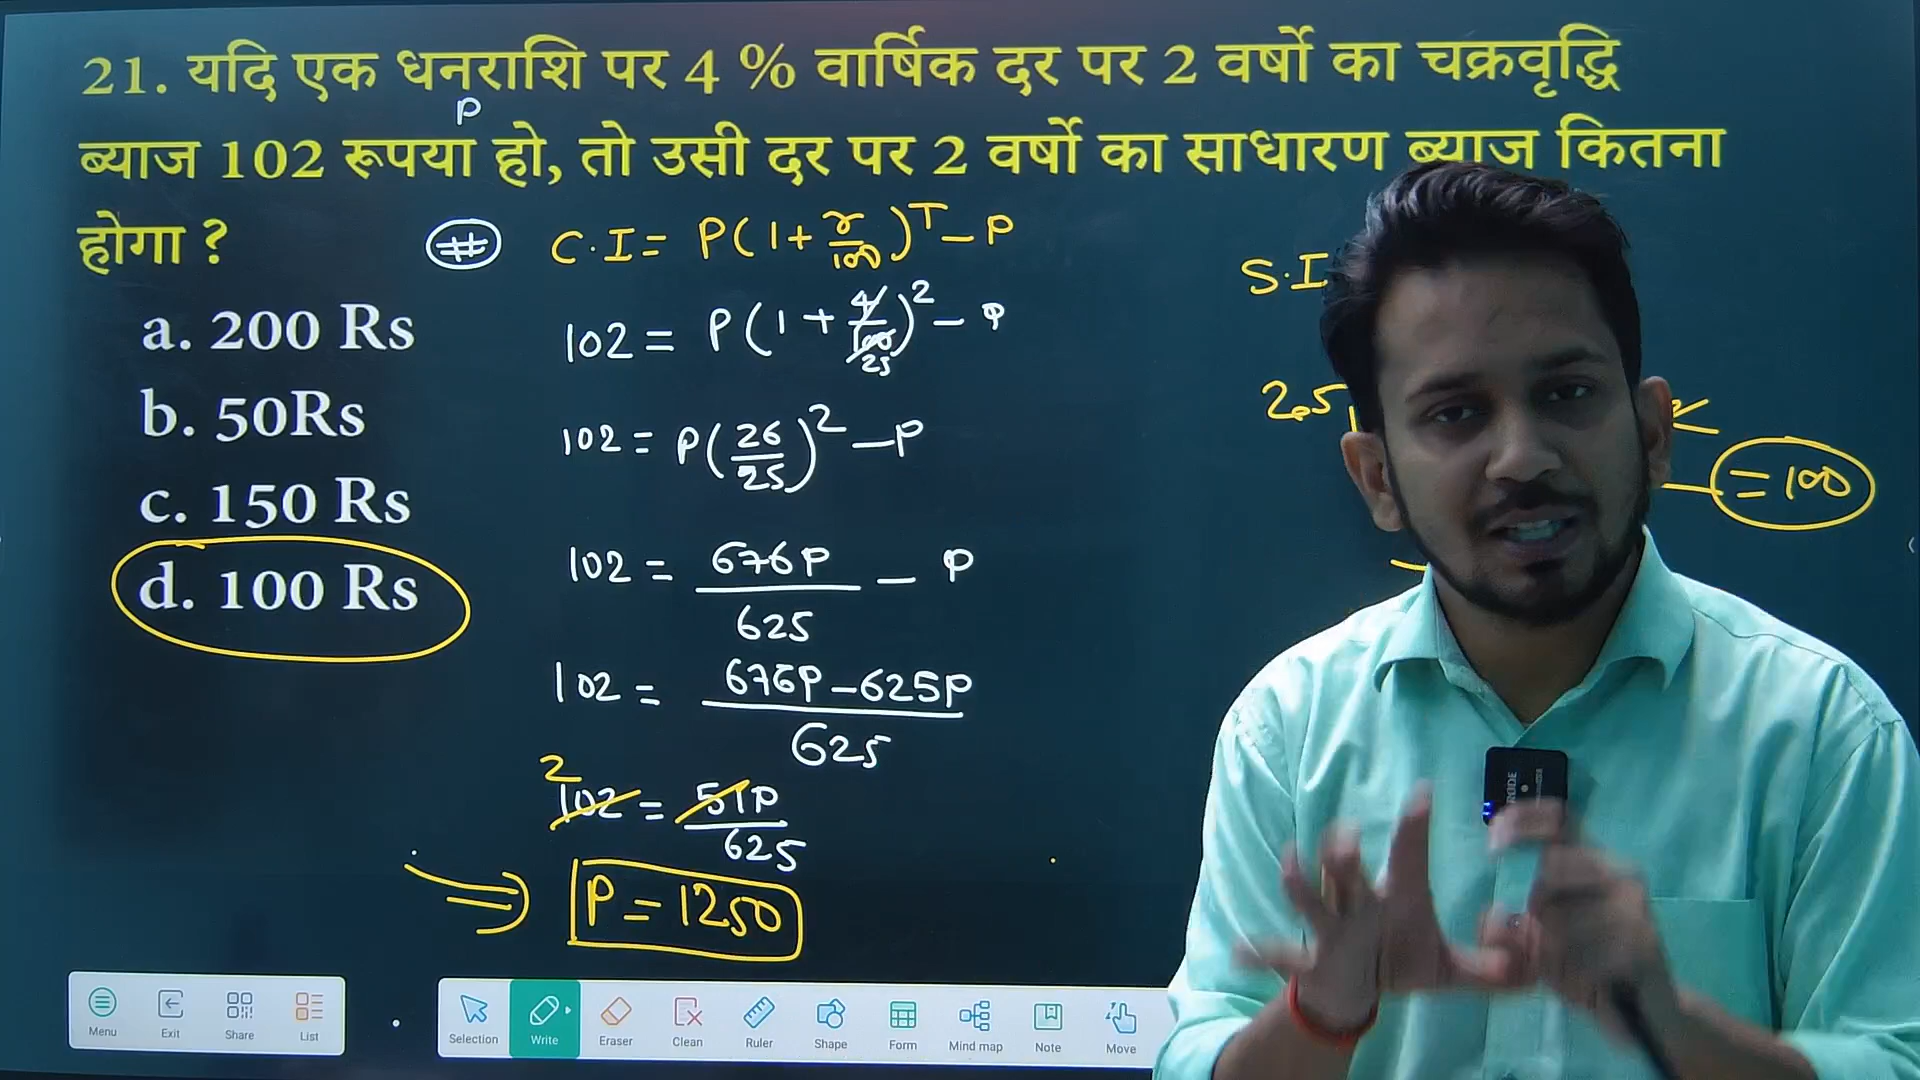 21. यदि एक धनराशि पर 4 % वार्षिक दर पर 2 वर्षो का चक्रवृद्धि
P
ब्याज 102 रूपया हो, तो उसी दर पर 2 वर्षो का साधारण ब्याज कितना
होगा ?
a. 200 Rs
b. 50Rs
c. 150 Rs
d. 100 Rs
# C.I = P(1+r/100)^T - P
102 = P(1+4/100)^2 - P
25
102 = P(26/25)^2 - P
102 = 676P/625 - P
102 = 676P-625P/625
2
102 = 51P/625
⇒ P = 1250
S.I
= 100
Menu
Exit
Share
List
Selection
Write
Eraser
Clean
Ruler
Shape
Form
Mind map
Note
Move
RODE